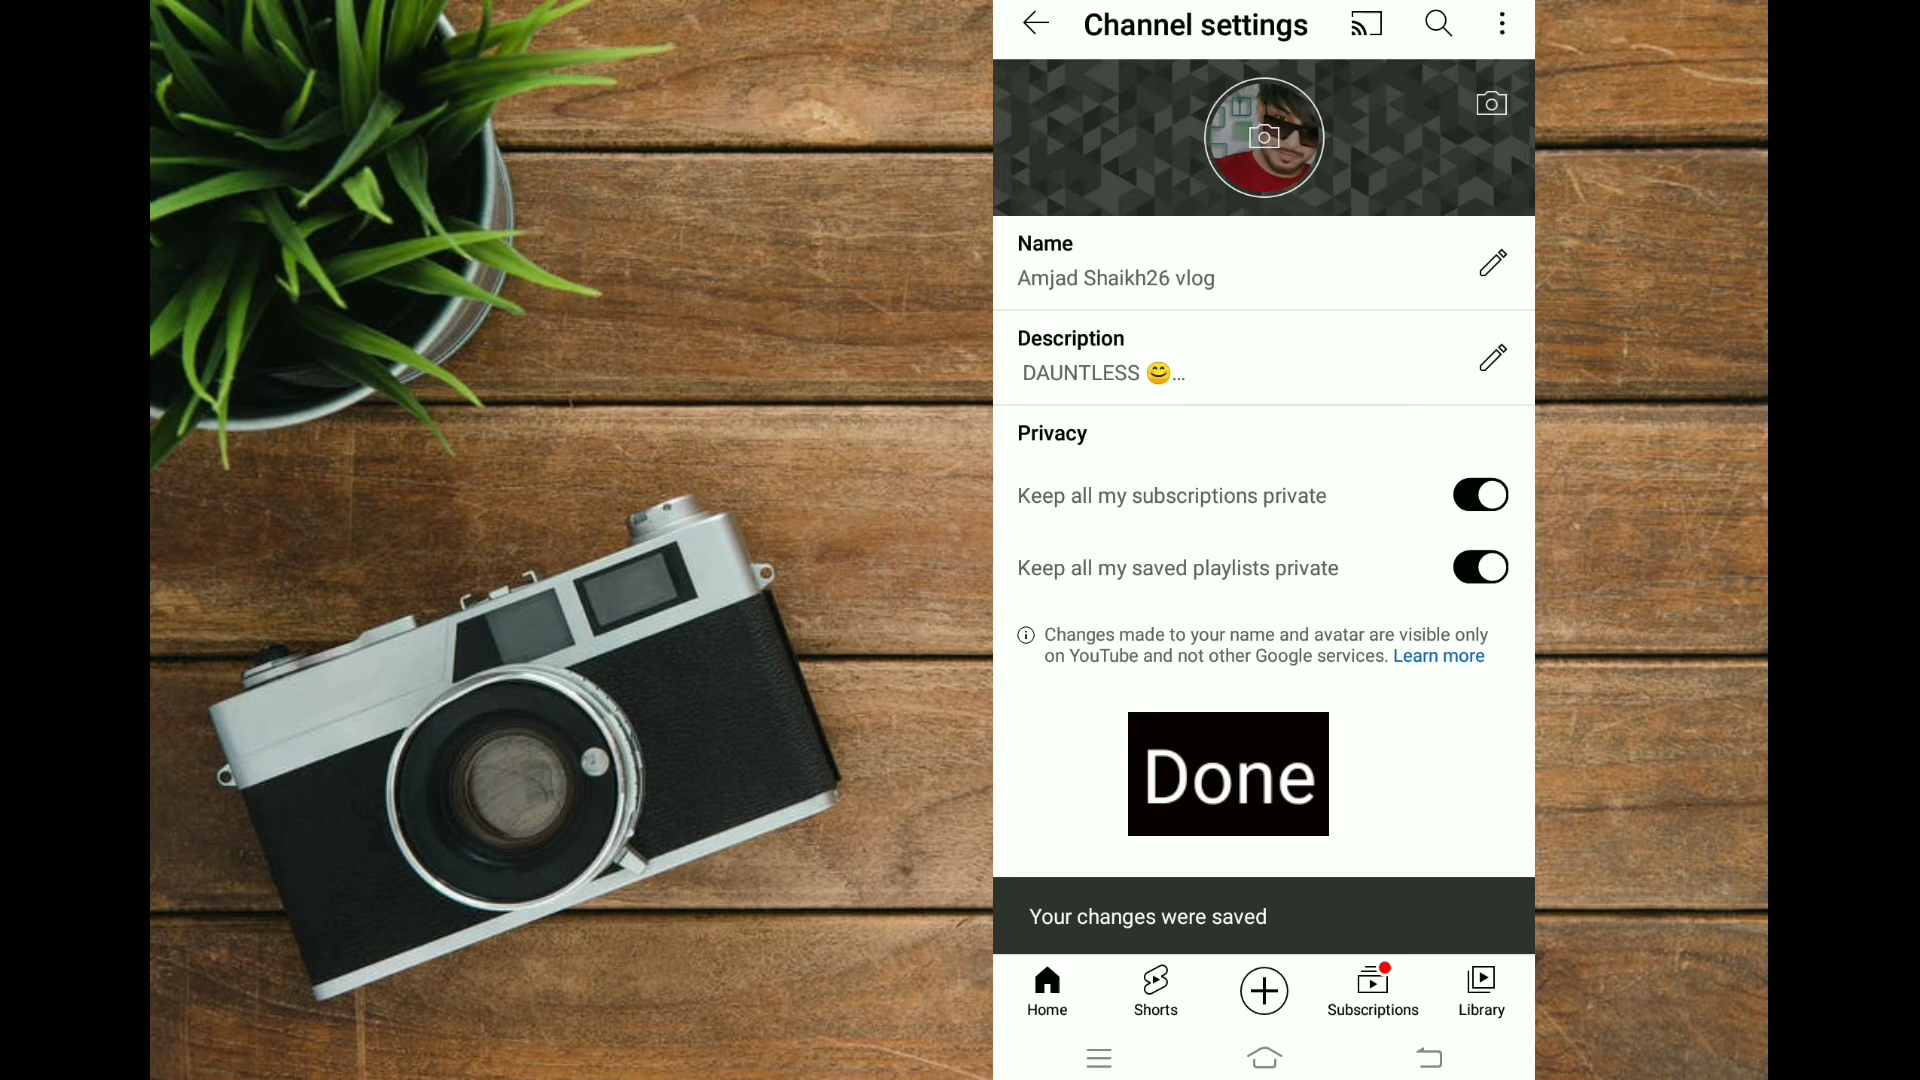 Channel settings
Name
Amjad Shaikh26 vlog
Description
DAUNTLESS 😊...
Privacy
Keep all my subscriptions private
Keep all my saved playlists private
Changes made to your name and avatar are visible only
on YouTube and not other Google services. Learn more
Done
Your changes were saved
Home
Shorts
Subscriptions
Library